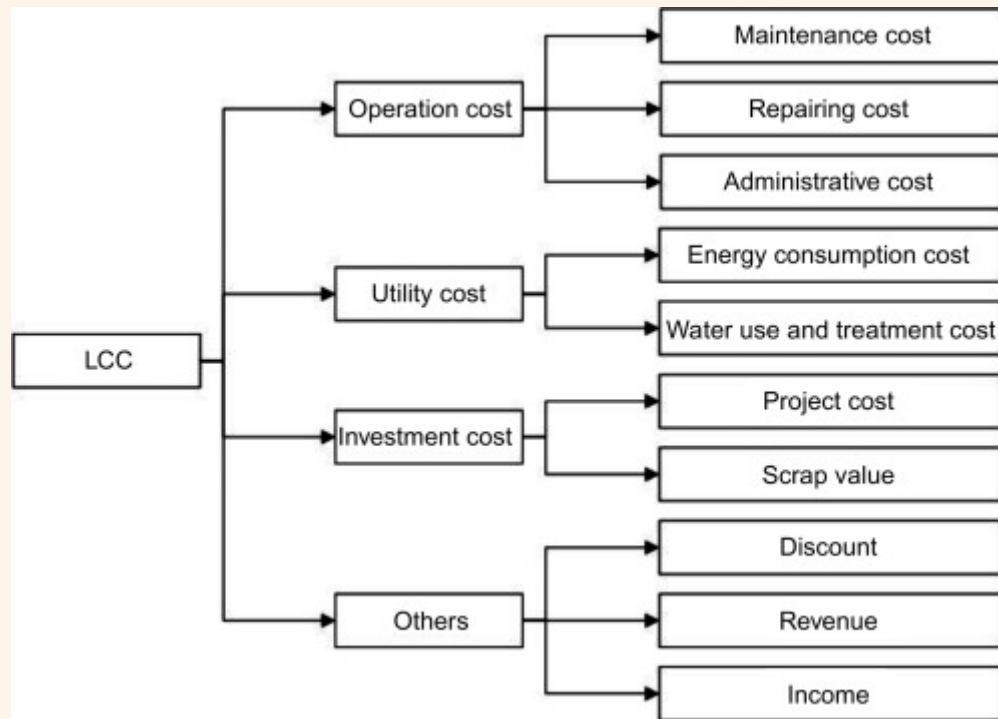 Maintenance cost
Operation cost
Repairing cost
Administrative cost
Energy consumption cost
Utility cost
Water use and treatment cost
LCC
Project cost
Investment cost
Scrap value
Discount
Others
Revenue
Income